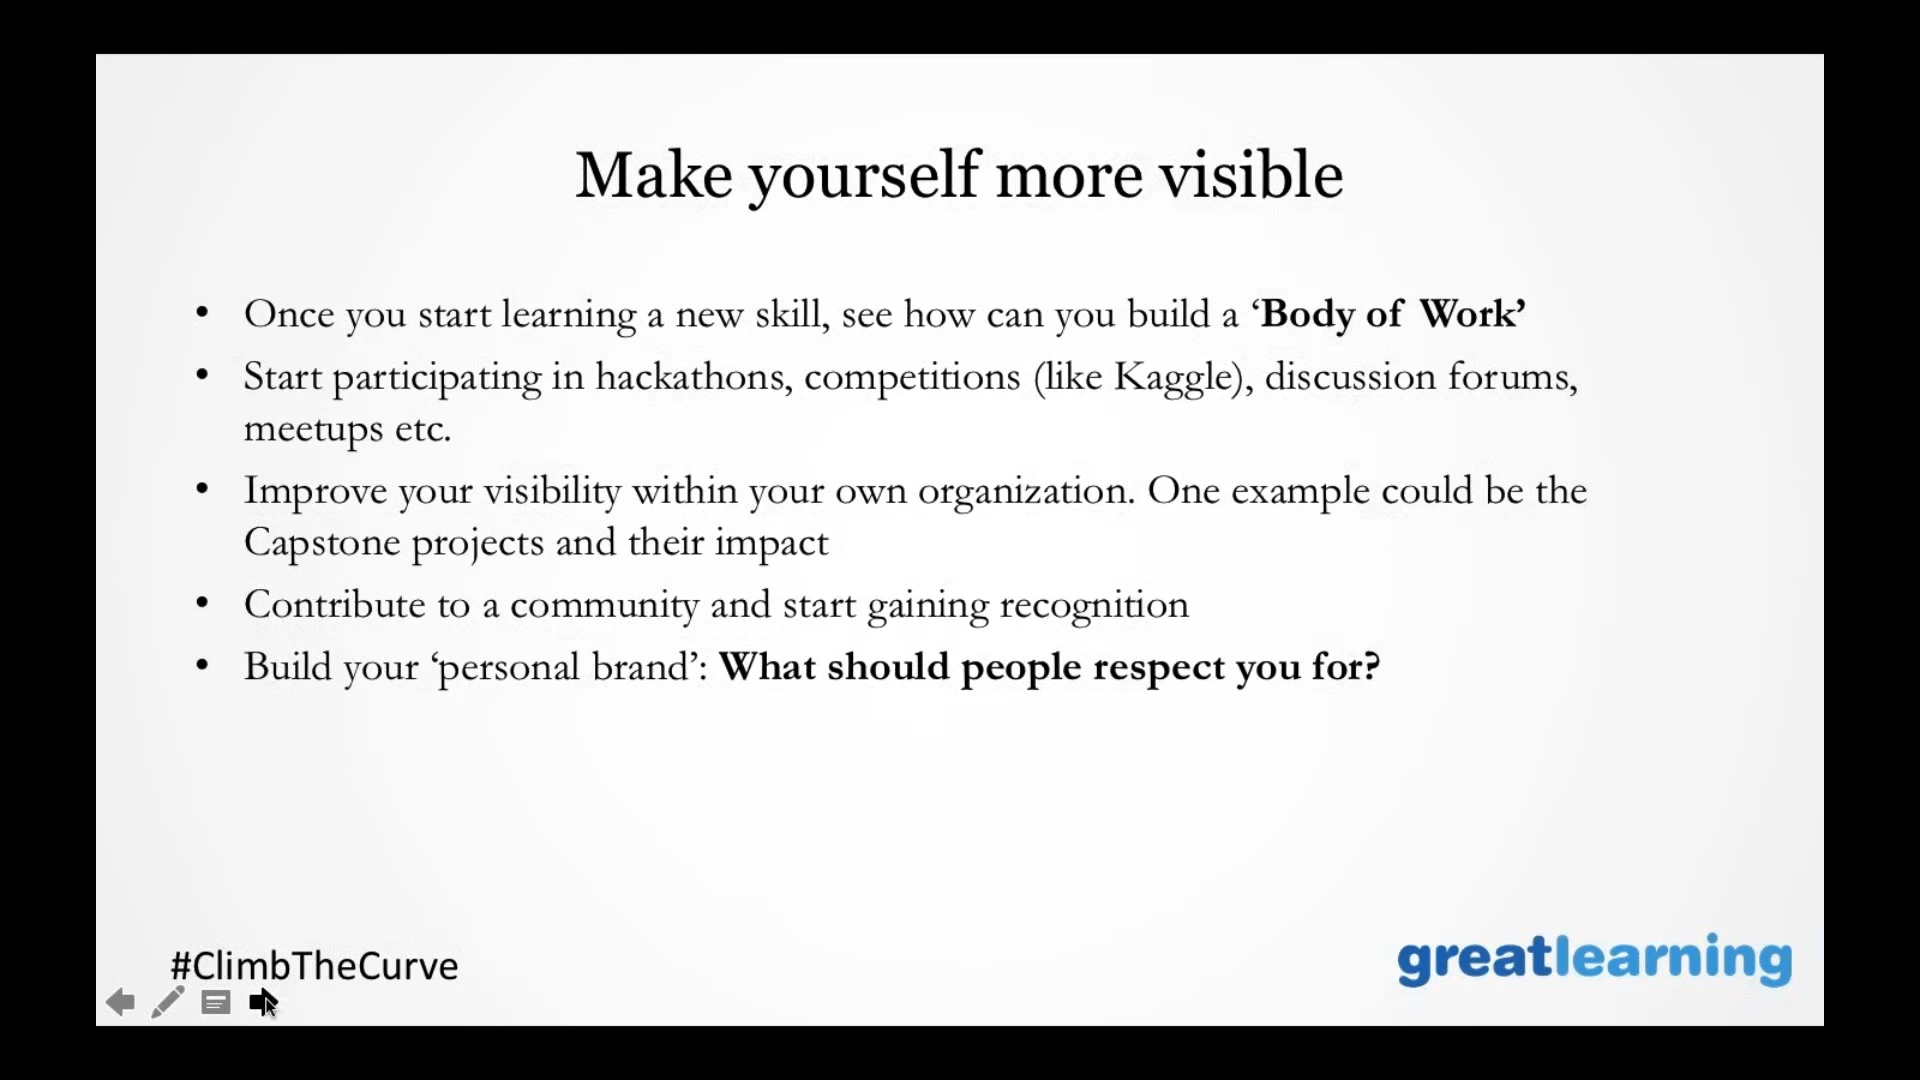 Make yourself more visible
• Once you start learning a new skill, see how can you build a ‘Body of Work’
• Start participating in hackathons, competitions (like Kaggle), discussion forums,
meetups etc.
• Improve your visibility within your own organization. One example could be the
Capstone projects and their impact
• Contribute to a community and start gaining recognition
• Build your ‘personal brand’: What should people respect you for?
#ClimbTheCurve
greatlearning